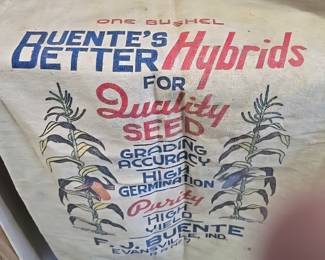 ONE BUSHEL
BUENTE'S
BETTER Hybrids
FOR
Quality
SEED
GRADING
ACCURACY
HIGH
GERMINATION
Purity
HIGH
YIELD
F. J. BUENTE
EVANSVILLE, IND.